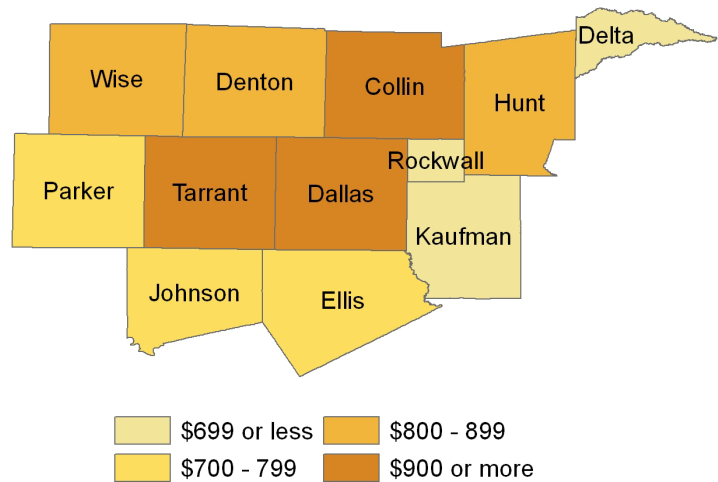 Delta
Wise
Denton
Collin
Hunt
Rockwall
Parker
Tarrant
Dallas
Kaufman
Johnson
Ellis
$699 or less
$800 - 899
$700 - 799
$900 or more